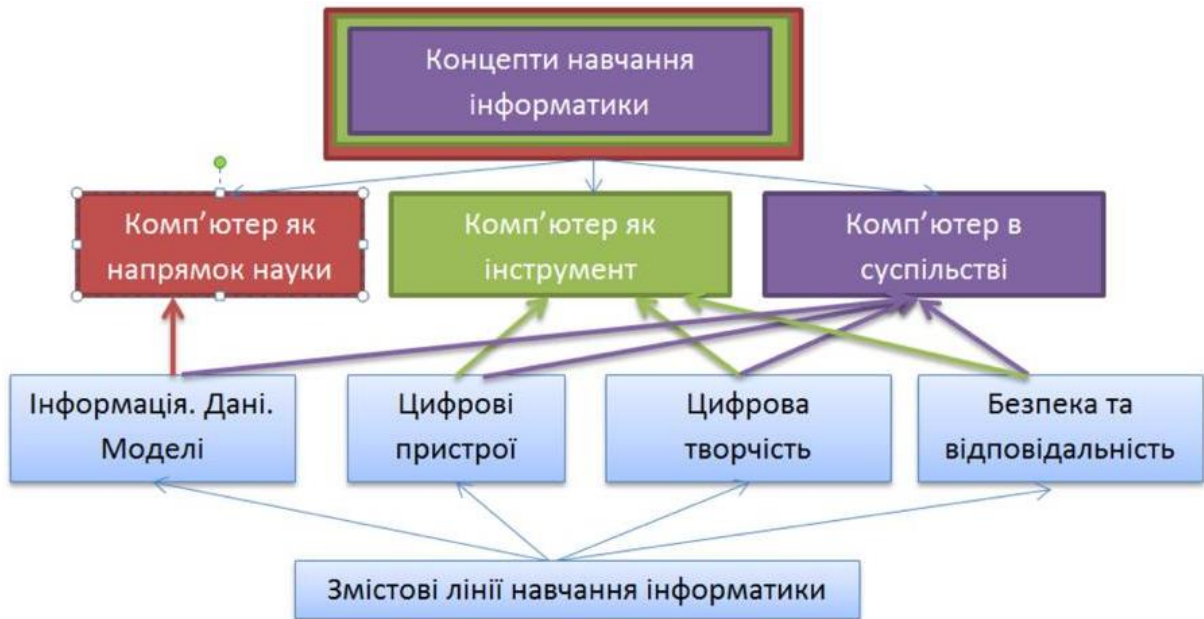 Концепти навчання
інформатики
Комп’ютер як
напрямок науки
Комп’ютер як
інструмент
Комп’ютер в
суспільстві
Інформація. Дані.
Моделі
Цифрові
пристрої
Цифрова
творчість
Безпека та
відповідальність
Змістові лінії навчання інформатики